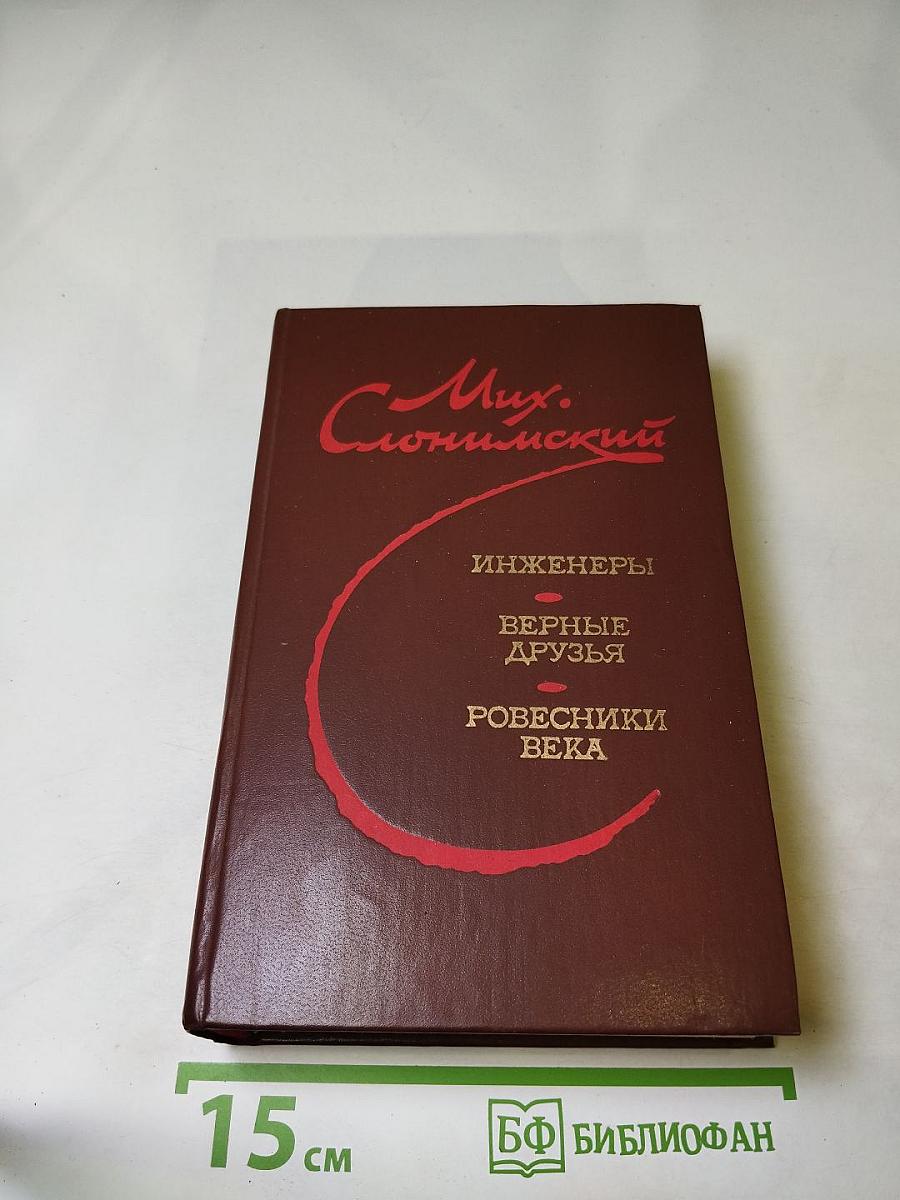 Мих.
Слонимский
ИНЖЕНЕРЫ
ВЕРНЫЕ
ДРУЗЬЯ
РОВЕСНИКИ
ВЕКА
15 см
БФ БИБЛИОФАН